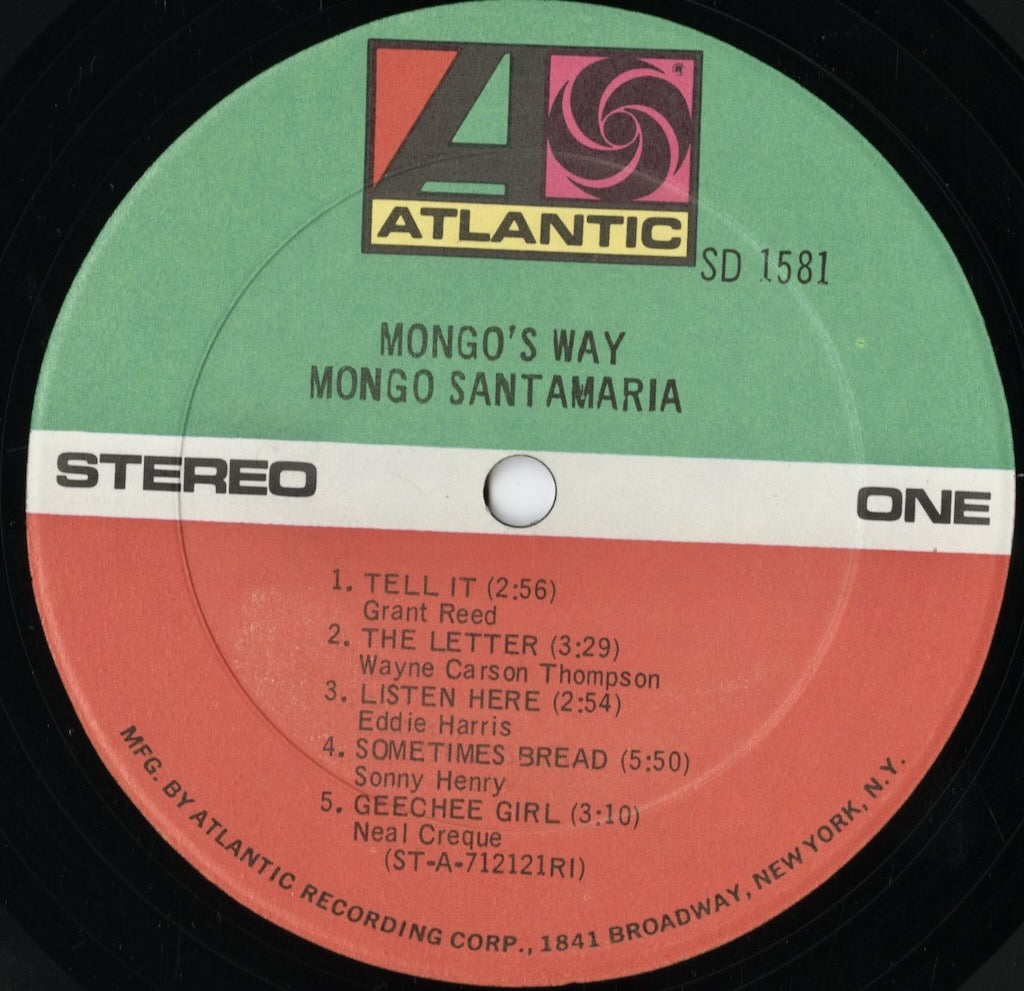 ATLANTIC
SD 1581
MONGO'S WAY
MONGO SANTAMARIA
STEREO
ONE
1. TELL IT (2:56)
Grant Reed
2. THE LETTER (3:29)
Wayne Carson Thompson
3. LISTEN HERE (2:54)
Eddie Harris
4. SOMETIMES BREAD (5:50)
Sonny Henry
5. GEECHEE GIRL (3:10)
Neal Creque
(ST-A-712121RI)
MFG. BY ATLANTIC RECORDING CORP., 1841 BROADWAY, NEW YORK, N.Y.